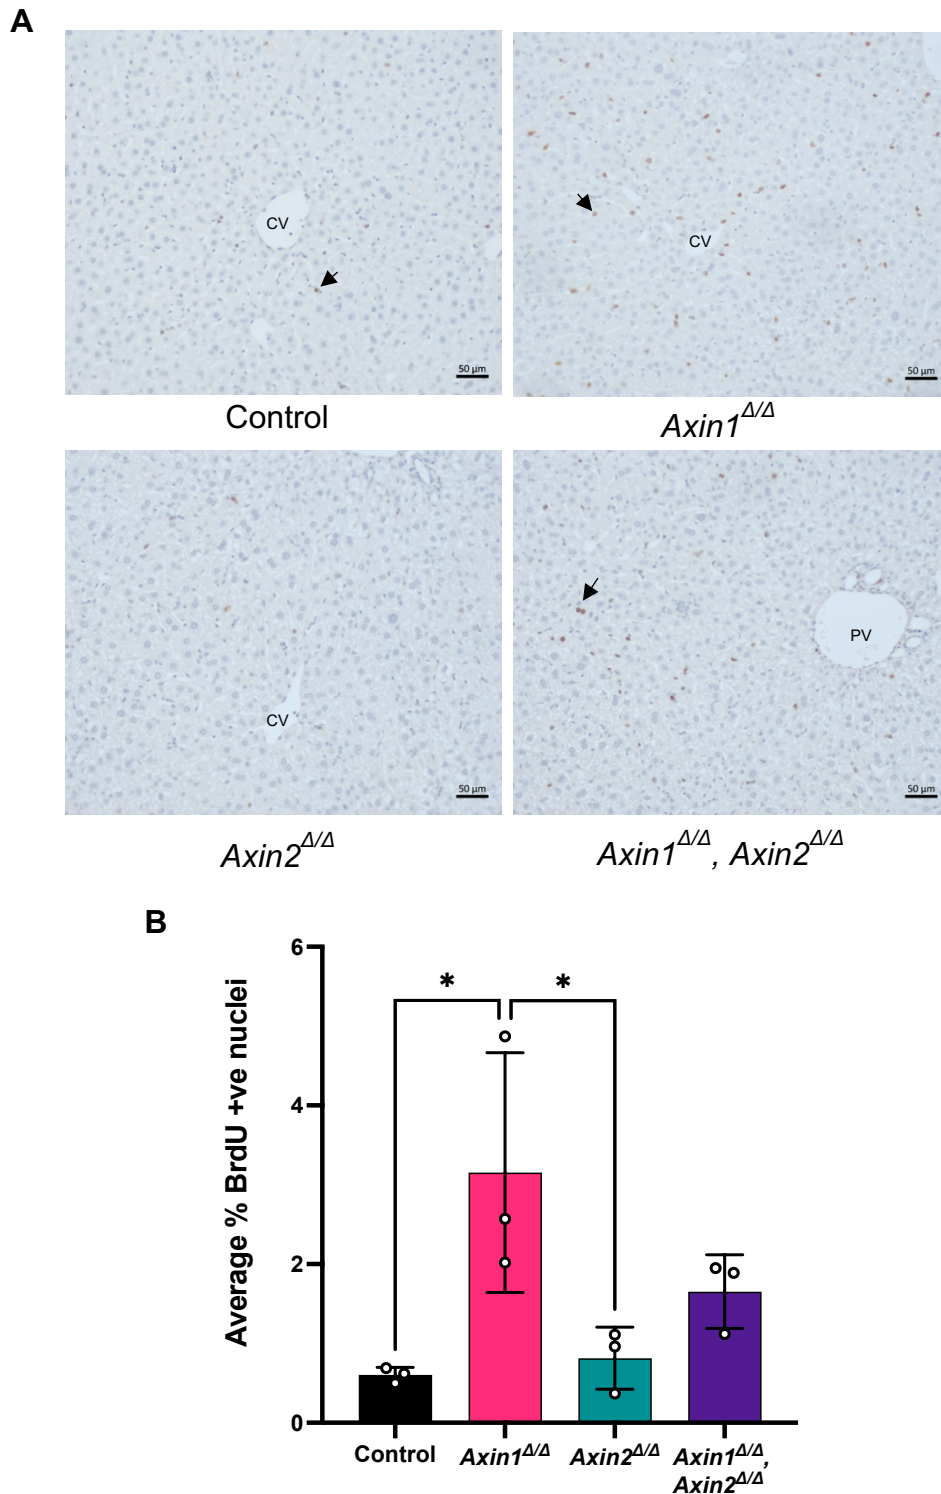 A
CV
50 µm
Control
CV
50 µm
Axin1^Δ/Δ
CV
50 µm
Axin2^Δ/Δ
PV
50 µm
Axin1^Δ/Δ, Axin2^Δ/Δ
B
Average % BrdU +ve nuclei
6
4
2
0
*
*
Control
Axin1^Δ/Δ
Axin2^Δ/Δ
Axin1^Δ/Δ,
Axin2^Δ/Δ